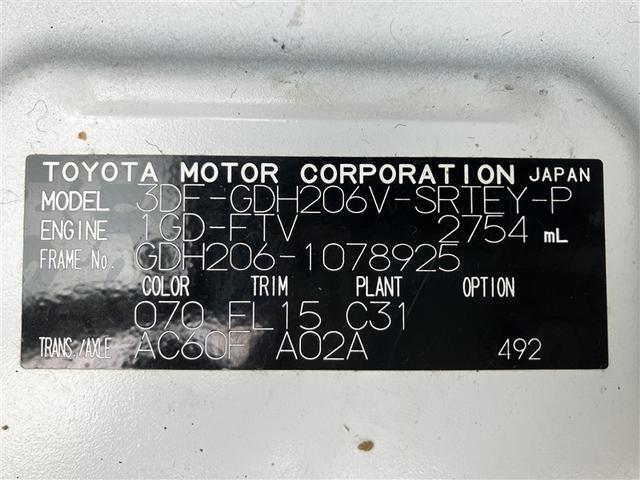 TOYOTA MOTOR CORPORATION JAPAN
MODEL 3DF-GDH206V-SRTEY-P
ENGINE 1GD-FTV 2754 mL
FRAME No. GDH206-1078925
COLOR TRIM PLANT OPTION
070 FL15 C31
TRANS./AXLE AC60F A02A 492